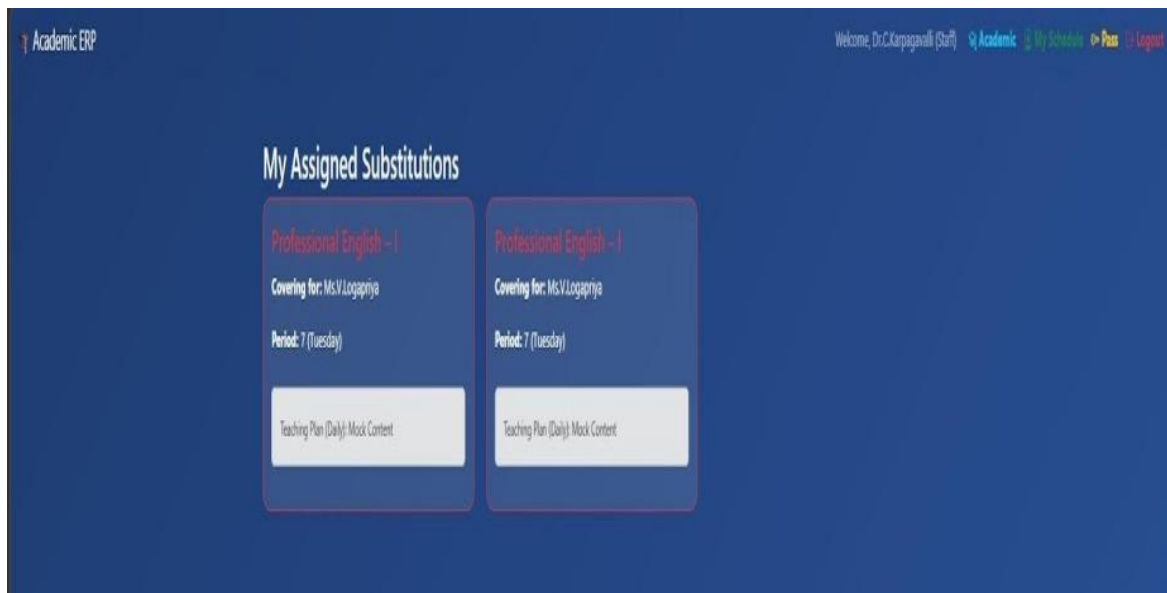 Academic ERP
Welcome, Dr.C.Karpagavalli (Staff) Academic My Schedule Pass Logout
My Assigned Substitutions
Professional English – I
Covering for: Ms.V.Logapriya
Period: 7 (Tuesday)
Teaching Plan (Daily): Mock Content
Professional English – I
Covering for: Ms.V.Logapriya
Period: 7 (Tuesday)
Teaching Plan (Daily): Mock Content